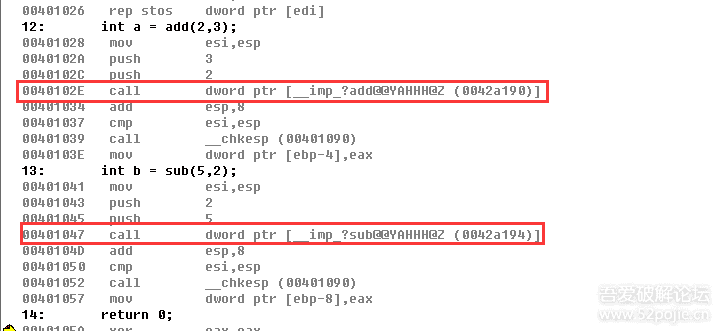 00401026 rep stos dword ptr [edi]
12: int a = add(2,3);
00401028 mov esi,esp
0040102A push 3
0040102C push 2
0040102E call dword ptr [__imp_?add@@YAHHH@Z (0042a190)]
00401034 add esp,8
00401037 cmp esi,esp
00401039 call __chkesp (00401090)
0040103E mov dword ptr [ebp-4],eax
13: int b = sub(5,2);
00401041 mov esi,esp
00401043 push 2
00401045 push 5
00401047 call dword ptr [__imp_?sub@@YAHHH@Z (0042a194)]
0040104D add esp,8
00401050 cmp esi,esp
00401052 call __chkesp (00401090)
00401057 mov dword ptr [ebp-8],eax
14: return 0;
0040105A xor eax,eax
吾爱破解论坛
www.52pojie.cn